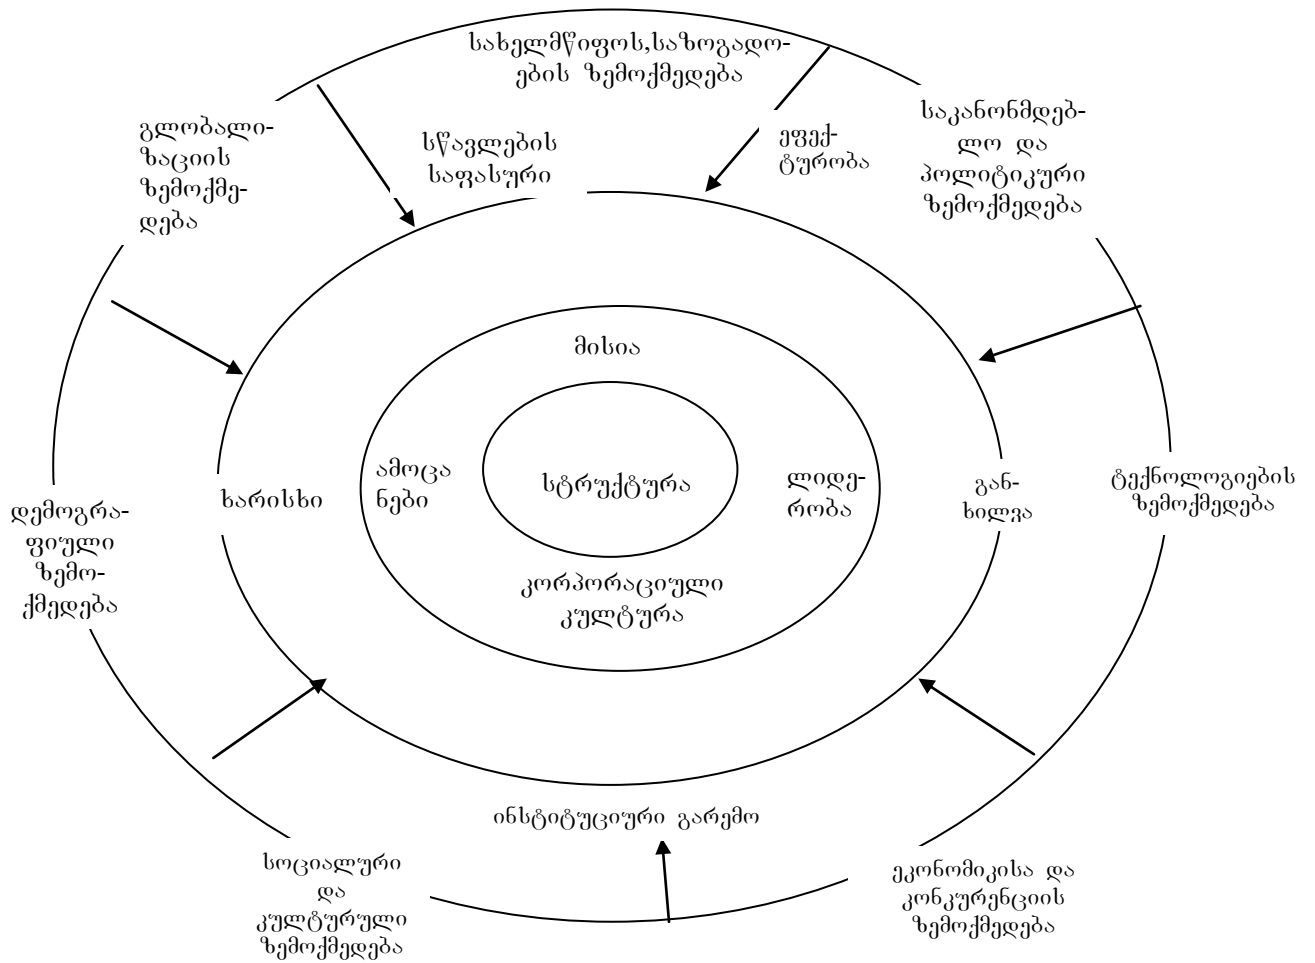 სახელმწიფოს,საზოგადო-
ების ზემოქმედება
გლობალი-
ზაციის
ზემოქმე-
დება
სწავლების
საფასური
ეფექ-
ტურობა
საკანონმდებ-
ლო და
პოლიტიკური
ზემოქმედება
მისია
ამოცა
ნები
სტრუქტურა
ლიდე-
რობა
ხარისხი
გან-
ხილვა
ტექნოლოგიების
ზემოქმედება
დემოგრა-
ფიული
ზემო-
ქმედება
კორპორაციული
კულტურა
ინსტიტუციური გარემო
სოციალური
და
კულტურული
ზემოქმედება
ეკონომიკისა და
კონკურენციის
ზემოქმედება